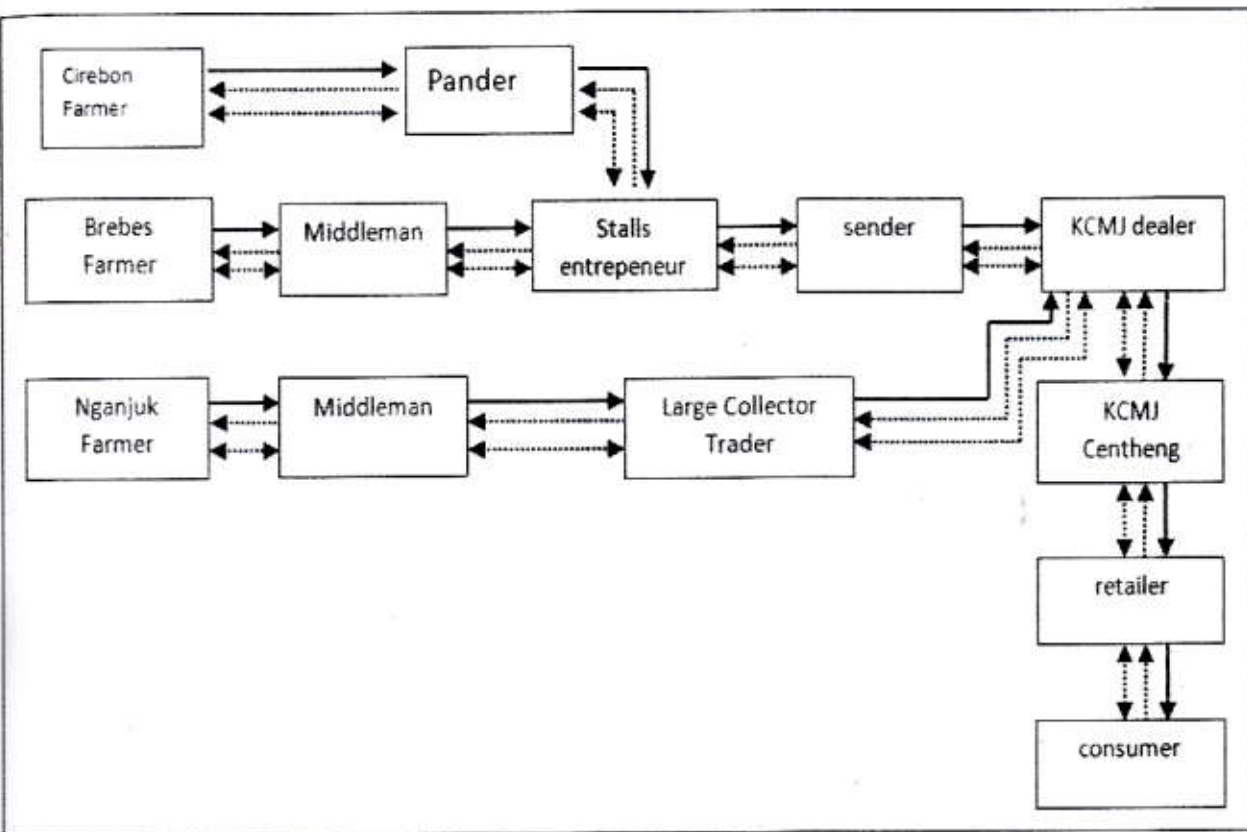 Cirebon
Farmer
Pander
Brebes
Farmer
Middleman
Stalls
entrepeneur
sender
KCMJ dealer
Nganjuk
Farmer
Middleman
Large Collector
Trader
KCMJ
Centheng
retailer
consumer